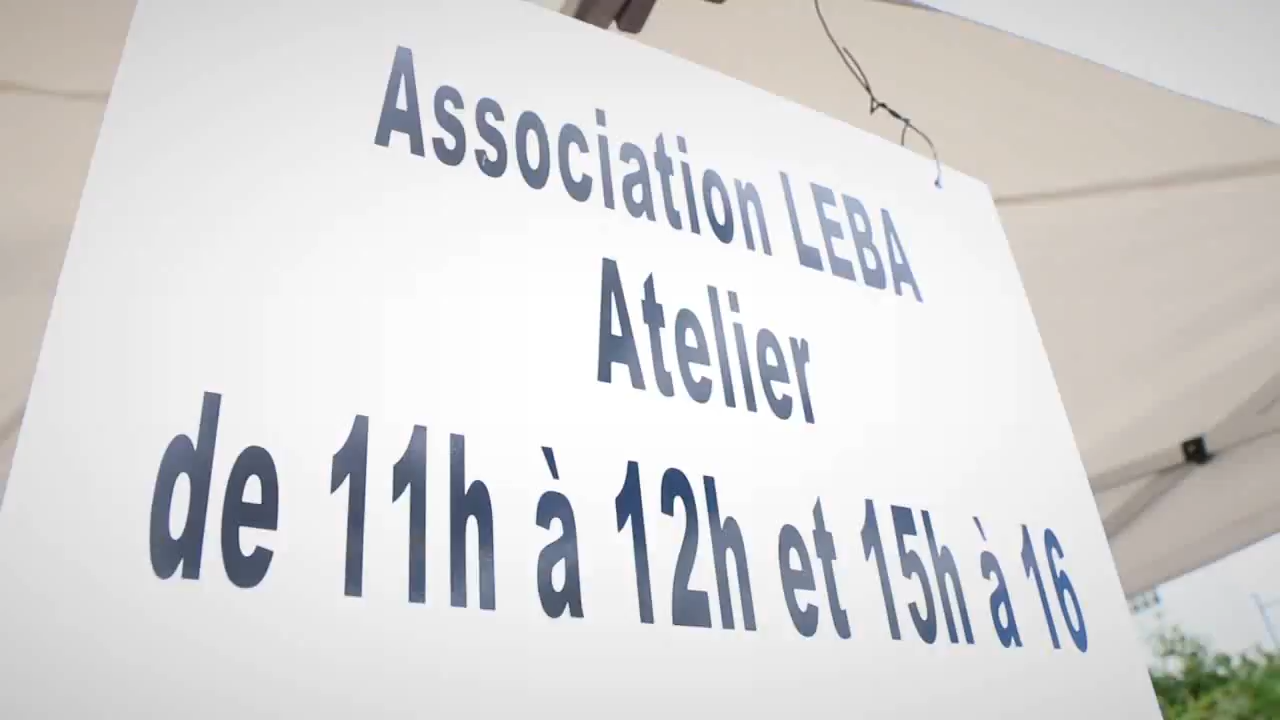 Association LEBA
Atelier
de 11h à 12h et 15h à 16